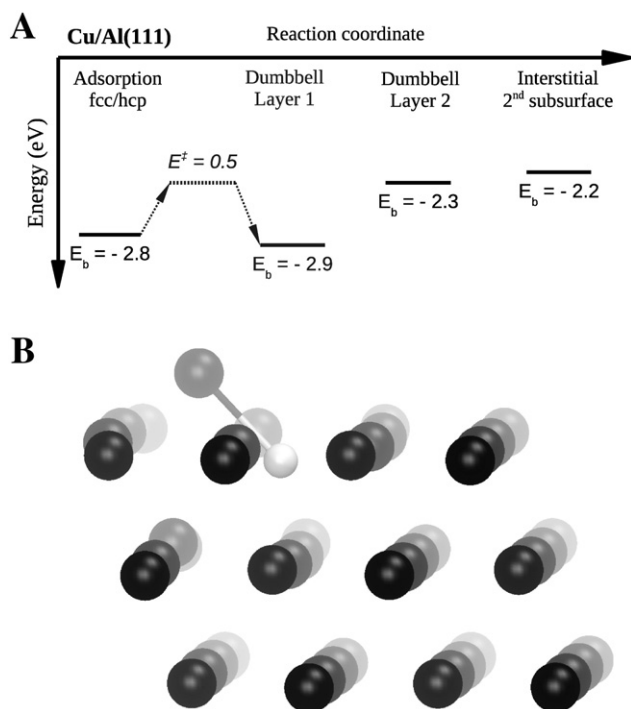 A
Cu/Al(111)
Reaction coordinate
Energy (eV)
Adsorption
fcc/hcp
Dumbbell
Layer 1
Dumbbell
Layer 2
Interstitial
2nd subsurface
E‡ = 0.5
Eb = - 2.8
Eb = - 2.9
Eb = - 2.3
Eb = - 2.2
B